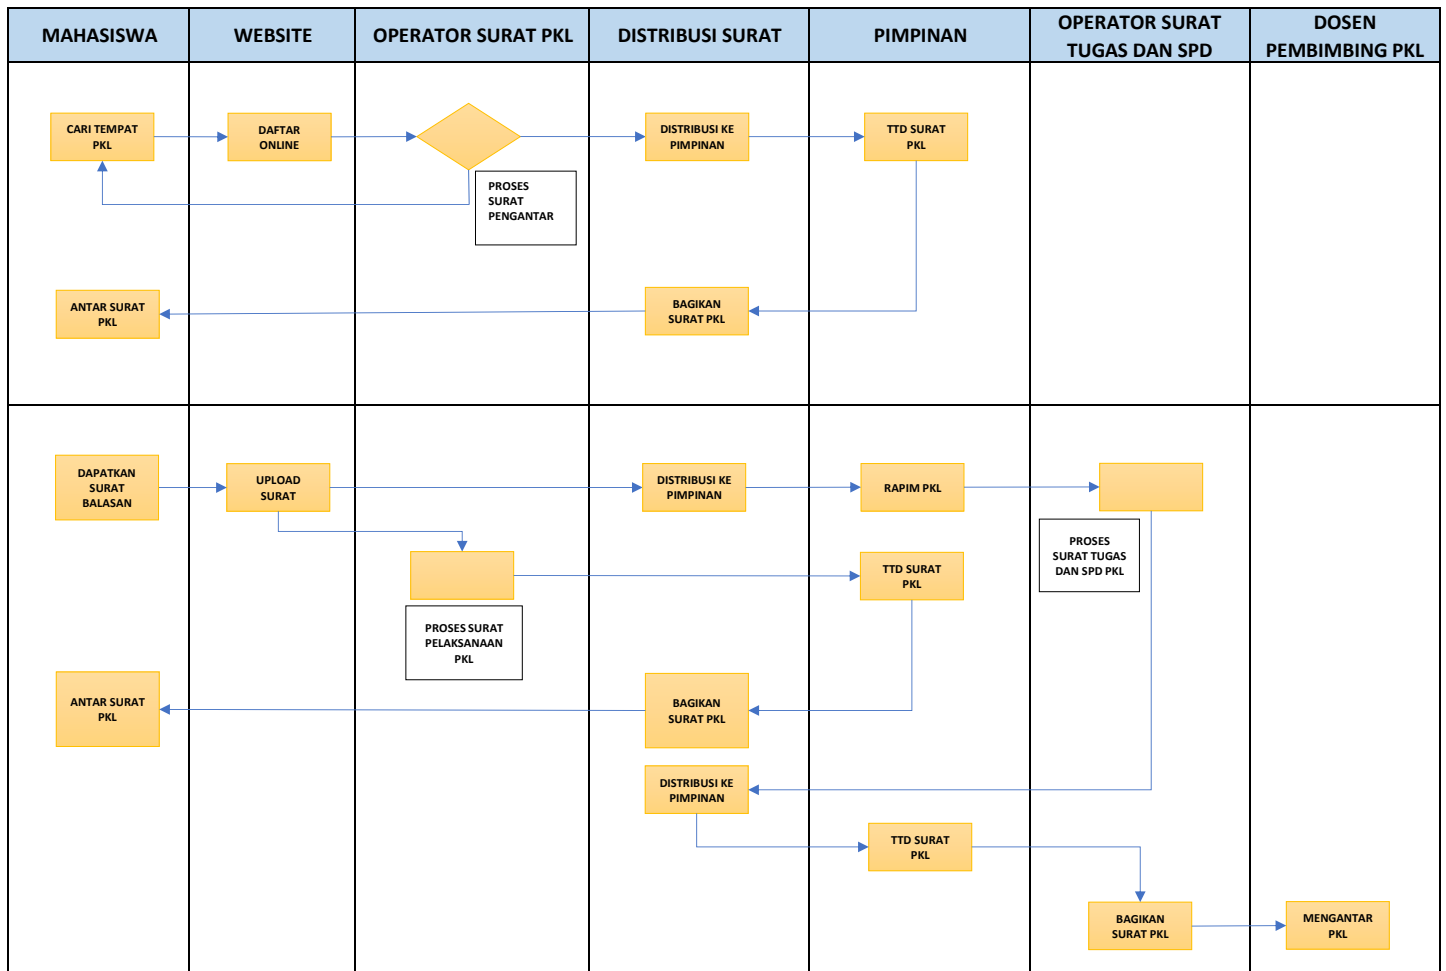 MAHASISWA
WEBSITE
OPERATOR SURAT PKL
DISTRIBUSI SURAT
PIMPINAN
OPERATOR SURAT
TUGAS DAN SPD
DOSEN
PEMBIMBING PKL
CARI TEMPAT
PKL
DAFTAR
ONLINE
DISTRIBUSI KE
PIMPINAN
TTD SURAT
PKL
PROSES
SURAT
PENGANTAR
ANTAR SURAT
PKL
BAGIKAN
SURAT PKL
DAPATKAN
SURAT
BALASAN
UPLOAD
SURAT
DISTRIBUSI KE
PIMPINAN
RAPIM PKL
PROSES
SURAT TUGAS
DAN SPD PKL
TTD SURAT
PKL
PROSES SURAT
PELAKSANAAN
PKL
ANTAR SURAT
PKL
BAGIKAN
SURAT PKL
DISTRIBUSI KE
PIMPINAN
TTD SURAT
PKL
BAGIKAN
SURAT PKL
MENGANTAR
PKL